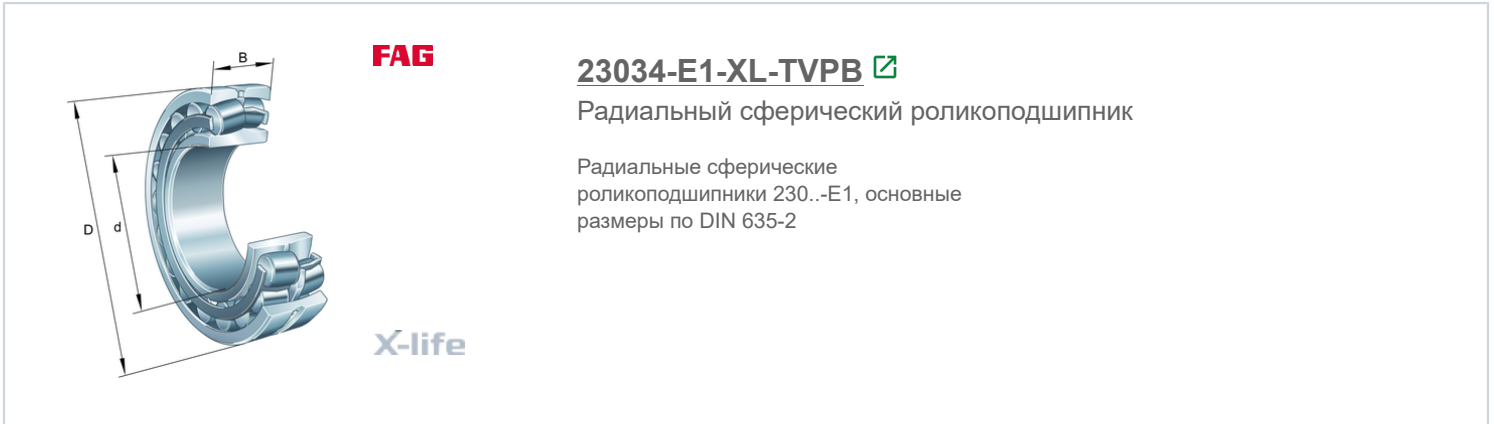 B
FAG
23034-E1-XL-TVPB
Радиальный сферический роликоподшипник
Радиальные сферические
роликоподшипники 230..-E1, основные
размеры по DIN 635-2
D
d
X-life